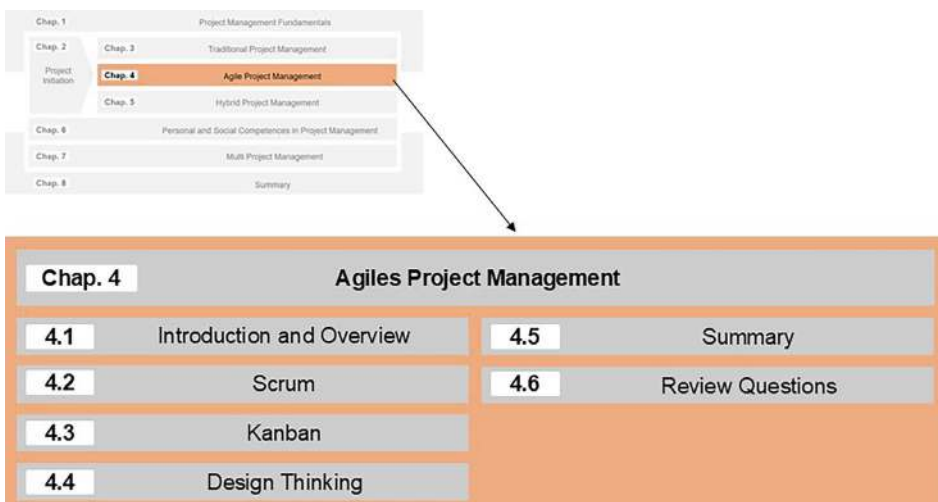 Chap. 1 Project Management Fundamentals
Chap. 2 Chap. 3 Traditional Project Management
Project
Initiation
Chap. 4 Agile Project Management
Chap. 5 Hybrid Project Management
Chap. 6 Personal and Social Competences in Project Management
Chap. 7 Multi Project Management
Chap. 8 Summary
Chap. 4 Agiles Project Management
4.1 Introduction and Overview
4.2 Scrum
4.3 Kanban
4.4 Design Thinking
4.5 Summary
4.6 Review Questions